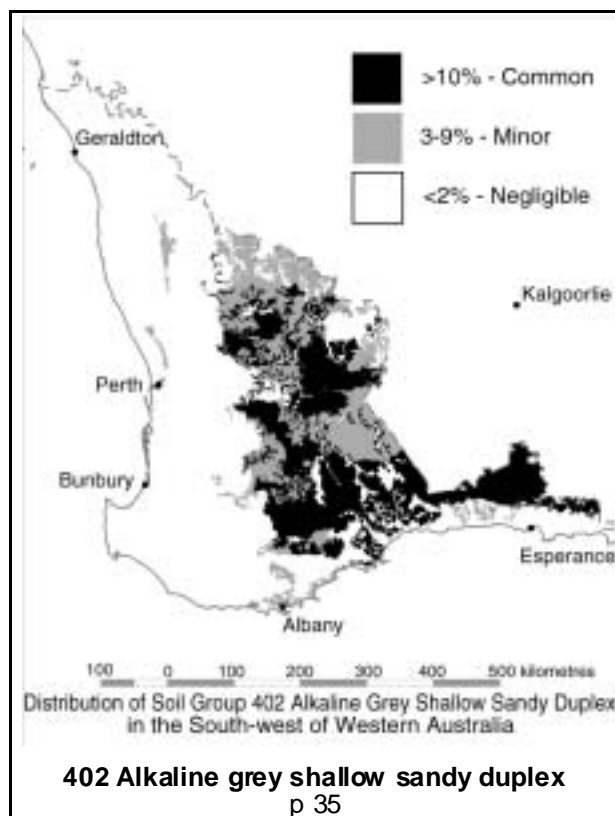 >10% - Common
Geraldton
3-9% - Minor
<2% - Negligible
Kalgoorlie
Perth
Bunbury
Esperance
Albany
100 0 100 200 300 500 kilometres
Distribution of Soil Group 402 Alkaline Grey Shallow Sandy Duplex
in the South-west of Western Australia
402 Alkaline grey shallow sandy duplex
p 35